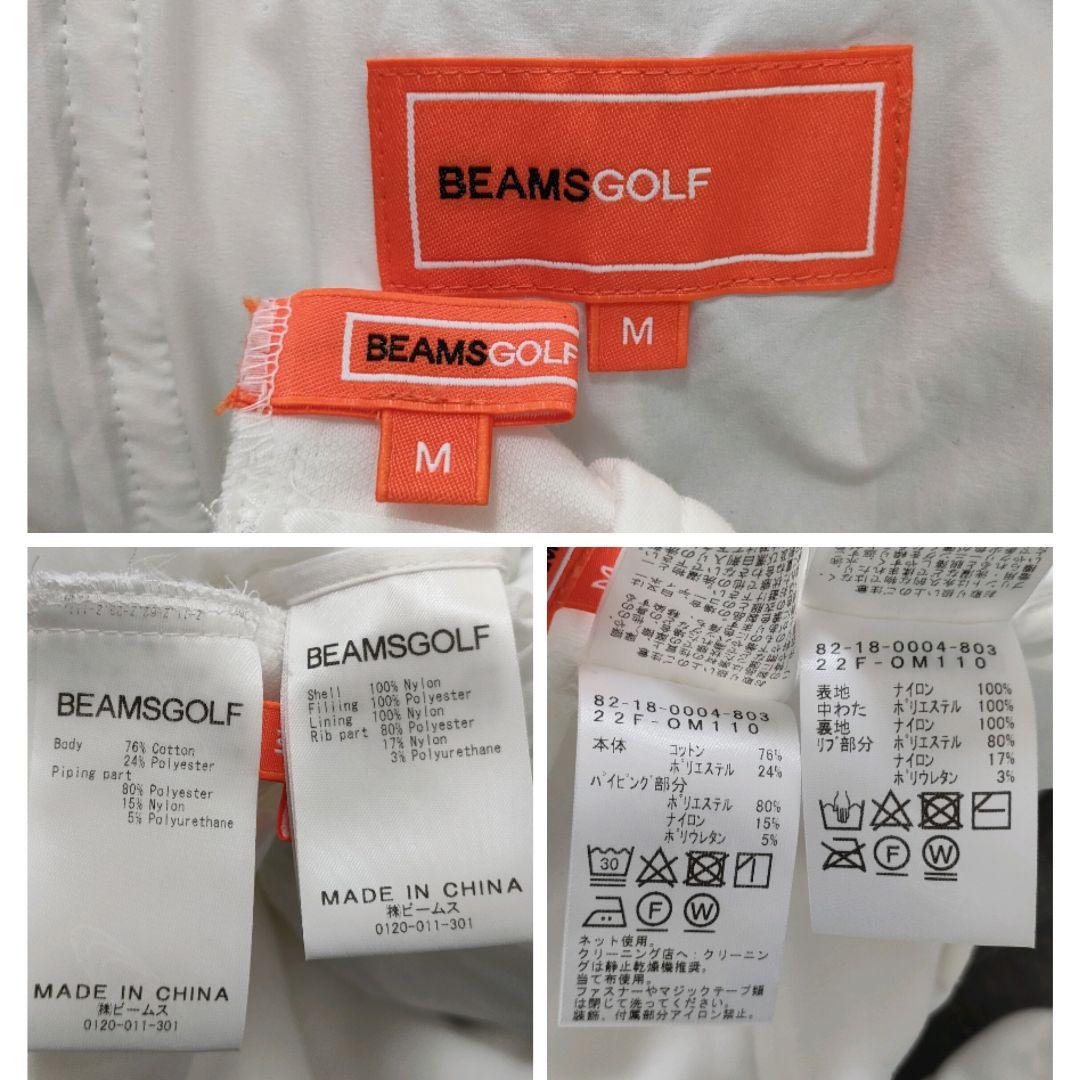 BEAMSGOLF
M
BEAMSGOLF
M
BEAMSGOLF
Body 76% Cotton
24% Polyester
Piping part
80% Polyester
15% Nylon
5% Polyurethane
MADE IN CHINA
㈱ビームス
0120-011-301
BEAMSGOLF
Shell 100% Nylon
Filling 100% Polyester
Lining 100% Nylon
Rib part 80% Polyester
17% Nylon
3% Polyurethane
MADE IN CHINA
㈱ビームス
0120-011-301
M
82-18-0004-803
22F-OM110
本体 コットン 76%
ポリエステル 24%
パイピング部分
ポリエステル 80%
ナイロン 15%
ポリウレタン 5%
30
F W
ネット使用。
クリーニング店へ:クリーニン
グは静止乾燥機推奨。
当て布使用。
ファスナーやマジックテープ類
は閉じて洗ってください。
装飾、付属部分アイロン禁止。
お取り扱い上のご注意
82-18-0004-803
22F-OM110
表地 ナイロン 100%
中わた ポリエステル 100%
裏地 ナイロン 100%
リブ部分 ポリエステル 80%
ナイロン 17%
ポリウレタン 3%
F W